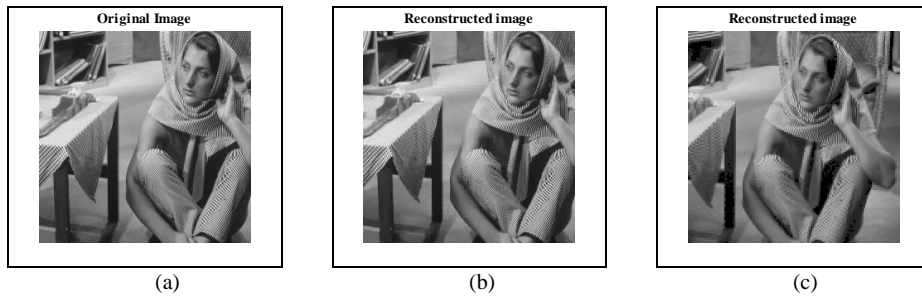 Original Image
Reconstructed image
Reconstructed image
(a)
(b)
(c)